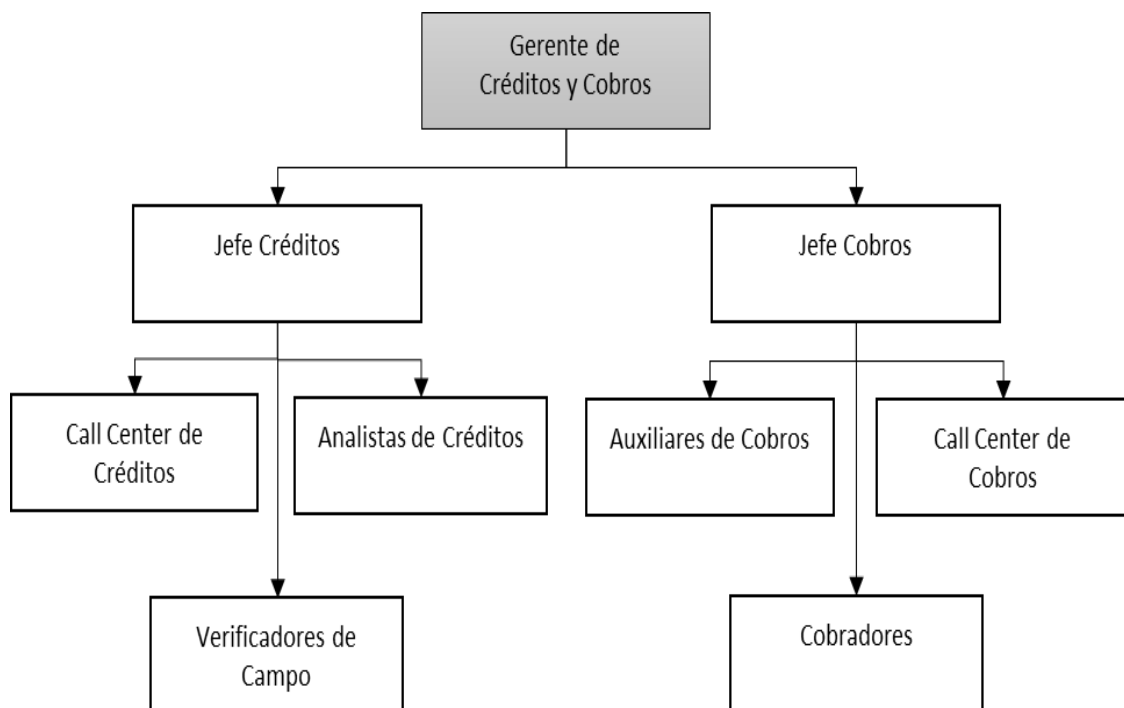 Gerente de
Créditos y Cobros
Jefe Créditos
Jefe Cobros
Call Center de
Créditos
Analistas de Créditos
Auxiliares de Cobros
Call Center de
Cobros
Verificadores de
Campo
Cobradores